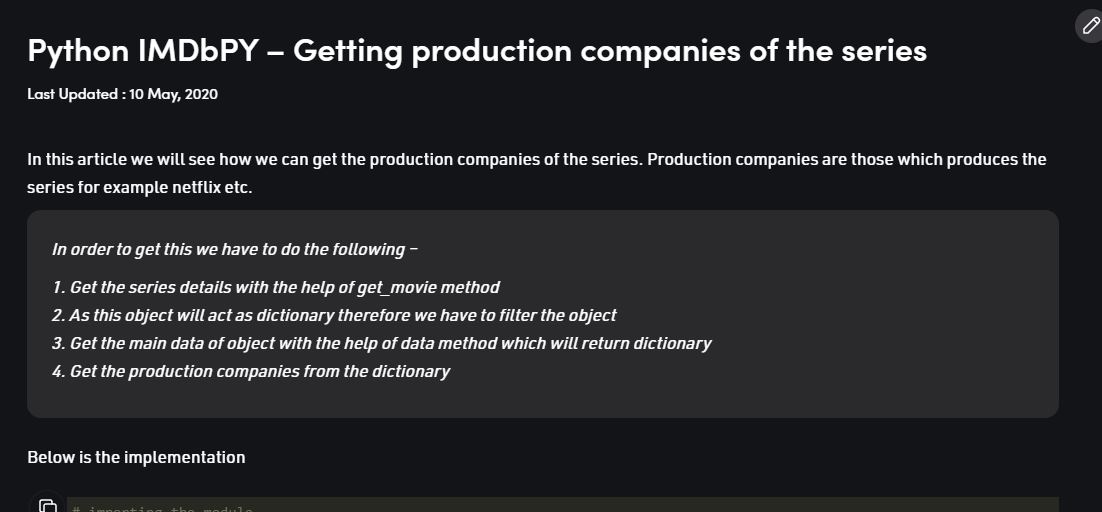 Python IMDbPY – Getting production companies of the series
Last Updated : 10 May, 2020
In this article we will see how we can get the production companies of the series. Production companies are those which produces the
series for example netflix etc.
In order to get this we have to do the following –
1. Get the series details with the help of get_movie method
2. As this object will act as dictionary therefore we have to filter the object
3. Get the main data of object with the help of data method which will return dictionary
4. Get the production companies from the dictionary
Below is the implementation
# importing the module